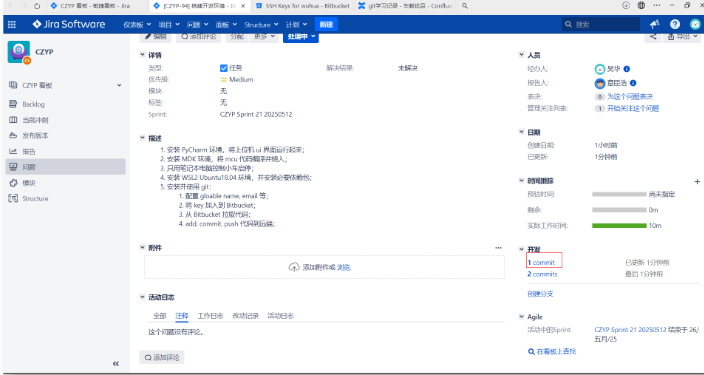 CZYP 看板 - 敏捷看板 - Jira
[CZYP-94] 搭建开发环境 -
SSH Keys for wuhua - Bitbucket
git学习记录 - 车载优品 - Conflue
Jira Software
仪表板 项目 问题 面板 Structure 计划 新建
搜索
CZYP
编辑 添加评论 分配 更多 处理中 导出
CZYP 看板
Backlog
当前冲刺
发布版本
报告
问题
模块
Structure
详情
类型: 任务 解决结果: 未解决
优先级: Medium
模块: 无
标签: 无
Sprint: CZYP Sprint 21 20250512
描述
1. 安装 PyCharm 环境，将上位机 ui 界面运行起来；
2. 安装 MDK 环境，将 mcu 代码编译并烧入；
3. 只用笔记本电脑控制小车启停；
4. 安装 WSL2 Ubuntu18.04 环境，并安装必要依赖包；
5. 安装并使用 git：
1. 配置 gloable name, email 等；
2. 将 key 加入到 Bitbucket；
3. 从 Bitbucket 拉取代码；
4. add, commit, push 代码到远端；
附件
添加附件或 浏览.
活动日志
全部 注释 工作日志 改动记录 活动日志
这个问题没有评论。
添加评论
人员
经办人: 吴华
报告人: 章臣浩
表决: 0 为这个问题表决
管理关注列表: 1 开始关注这个问题
日期
创建日期: 1小时前
已更新: 1分钟前
时间跟踪
预估时间: 尚未指定
剩余: 0m
实际工作时间: 10m
开发
1 commit 已更新 1分钟前
2 commits 最后 1分钟前
创建分支
Agile
活动中的Sprint: CZYP Sprint 21 20250512 结束于 26/
五月/25
在看板上查找